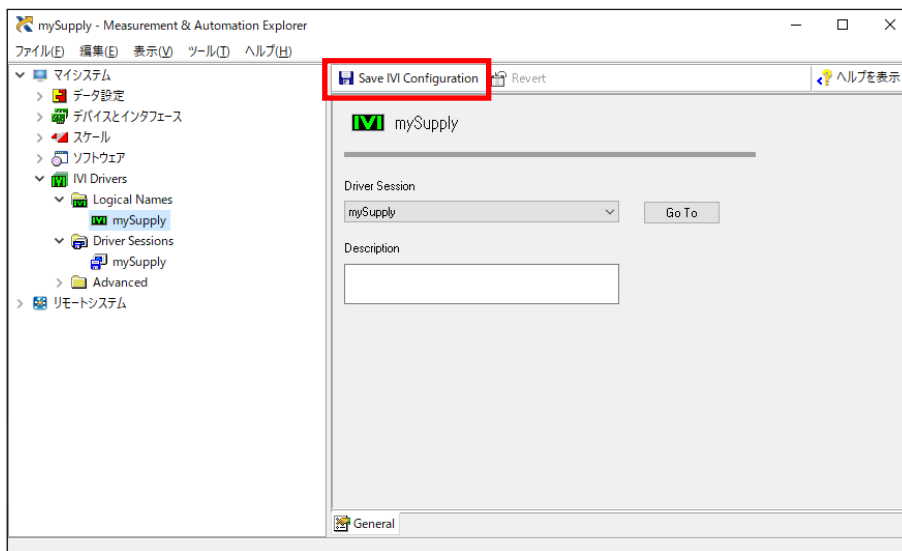 mySupply - Measurement & Automation Explorer
ファイル(F) 編集(E) 表示(V) ツール(T) ヘルプ(H)
マイシステム
データ設定
デバイスとインタフェース
スケール
ソフトウェア
IVI Drivers
Logical Names
mySupply
Driver Sessions
mySupply
Advanced
リモートシステム
Save IVI Configuration Revert ヘルプを表示
IVI mySupply
Driver Session
mySupply Go To
Description
General